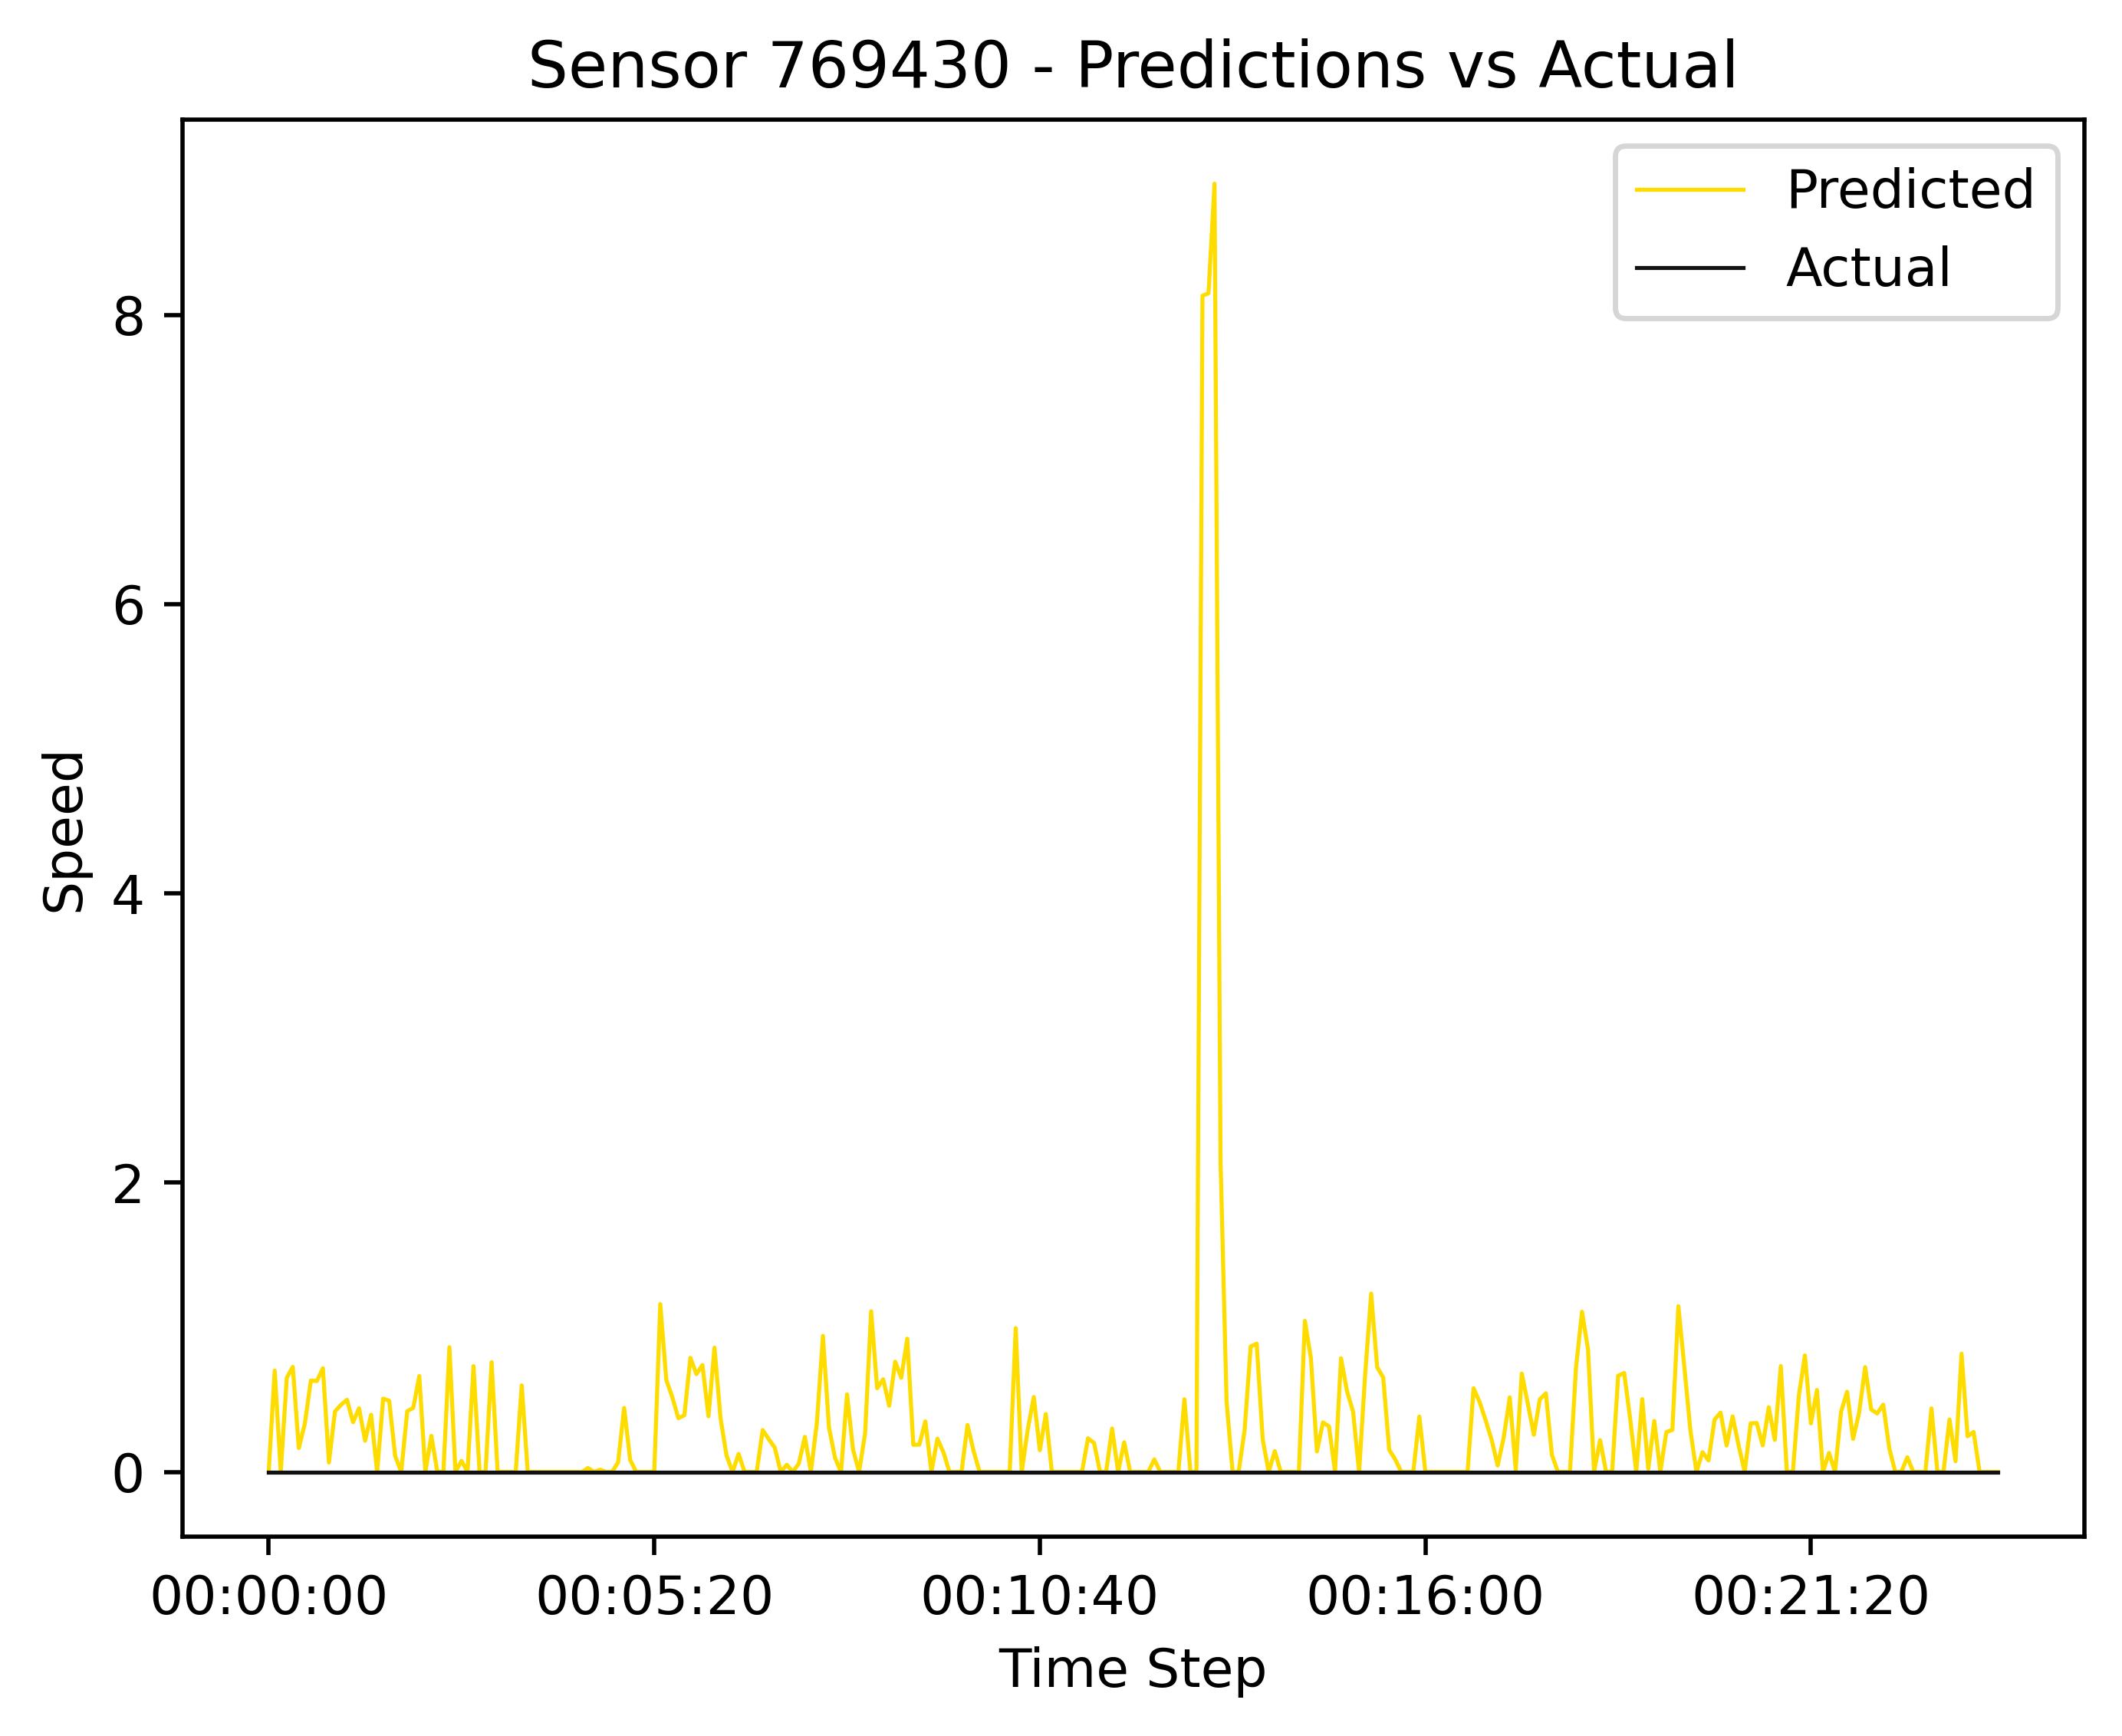 Sensor 769430 - Predictions vs Actual
Predicted
Actual
8
6
4
2
0
Speed
00:00:00 00:05:20 00:10:40 00:16:00 00:21:20
Time Step